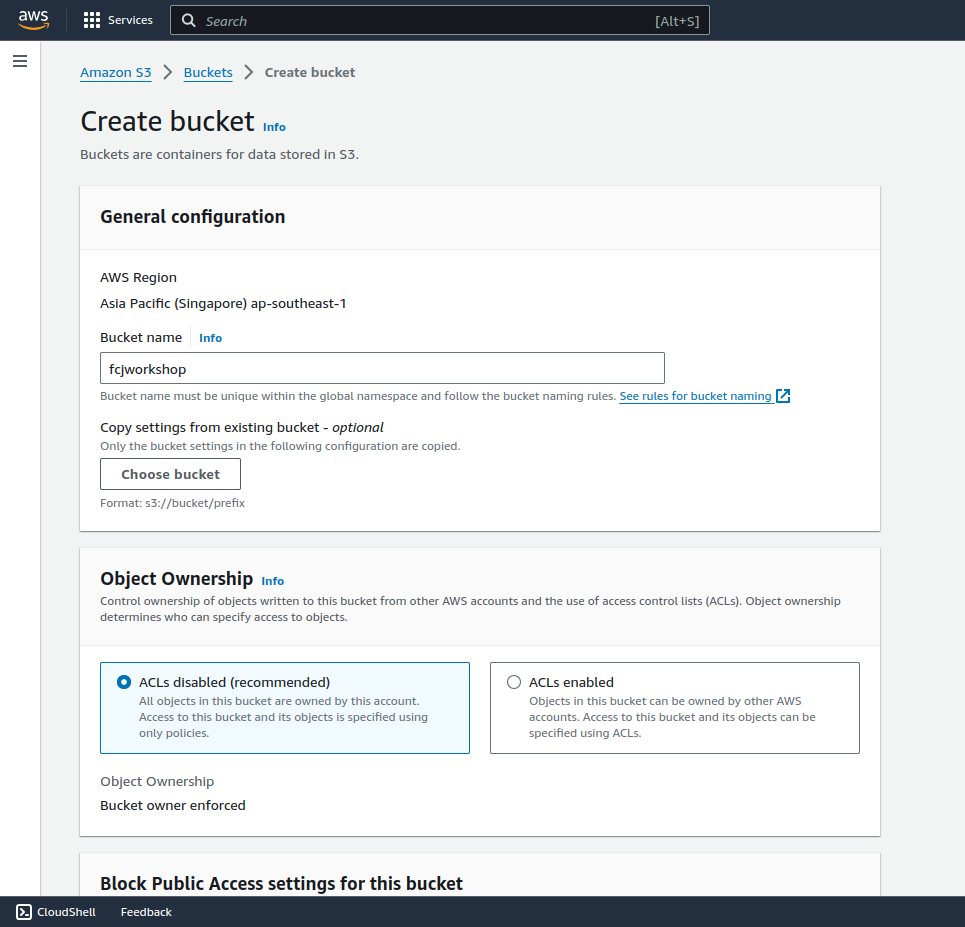 aws Services Search [Alt+S]
Amazon S3 Buckets Create bucket
Create bucket Info
Buckets are containers for data stored in S3.
General configuration
AWS Region
Asia Pacific (Singapore) ap-southeast-1
Bucket name Info
fcjworkshop
Bucket name must be unique within the global namespace and follow the bucket naming rules. See rules for bucket naming
Copy settings from existing bucket - optional
Only the bucket settings in the following configuration are copied.
Choose bucket
Format: s3://bucket/prefix
Object Ownership Info
Control ownership of objects written to this bucket from other AWS accounts and the use of access control lists (ACLs). Object ownership
determines who can specify access to objects.
ACLs disabled (recommended)
All objects in this bucket are owned by this account.
Access to this bucket and its objects is specified using
only policies.
ACLs enabled
Objects in this bucket can be owned by other AWS
accounts. Access to this bucket and its objects can be
specified using ACLs.
Object Ownership
Bucket owner enforced
Block Public Access settings for this bucket
CloudShell Feedback